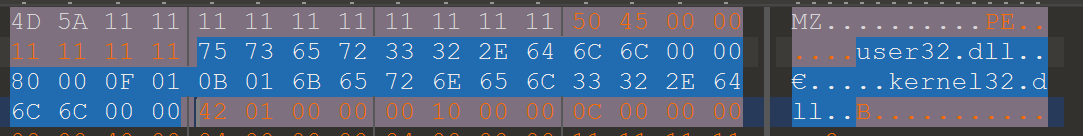 4D 5A 11 11 11 11 11 11 11 11 11 11 50 45 00 00 MZ..........PE..
11 11 11 11 75 73 65 72 33 32 2E 64 6C 6C 00 00 ....user32.dll..
80 00 0F 01 0B 01 6B 65 72 6E 65 6C 33 32 2E 64 €.....kernel32.d
6C 6C 00 00 42 01 00 00 00 10 00 00 0C 00 00 00 ll..B...........